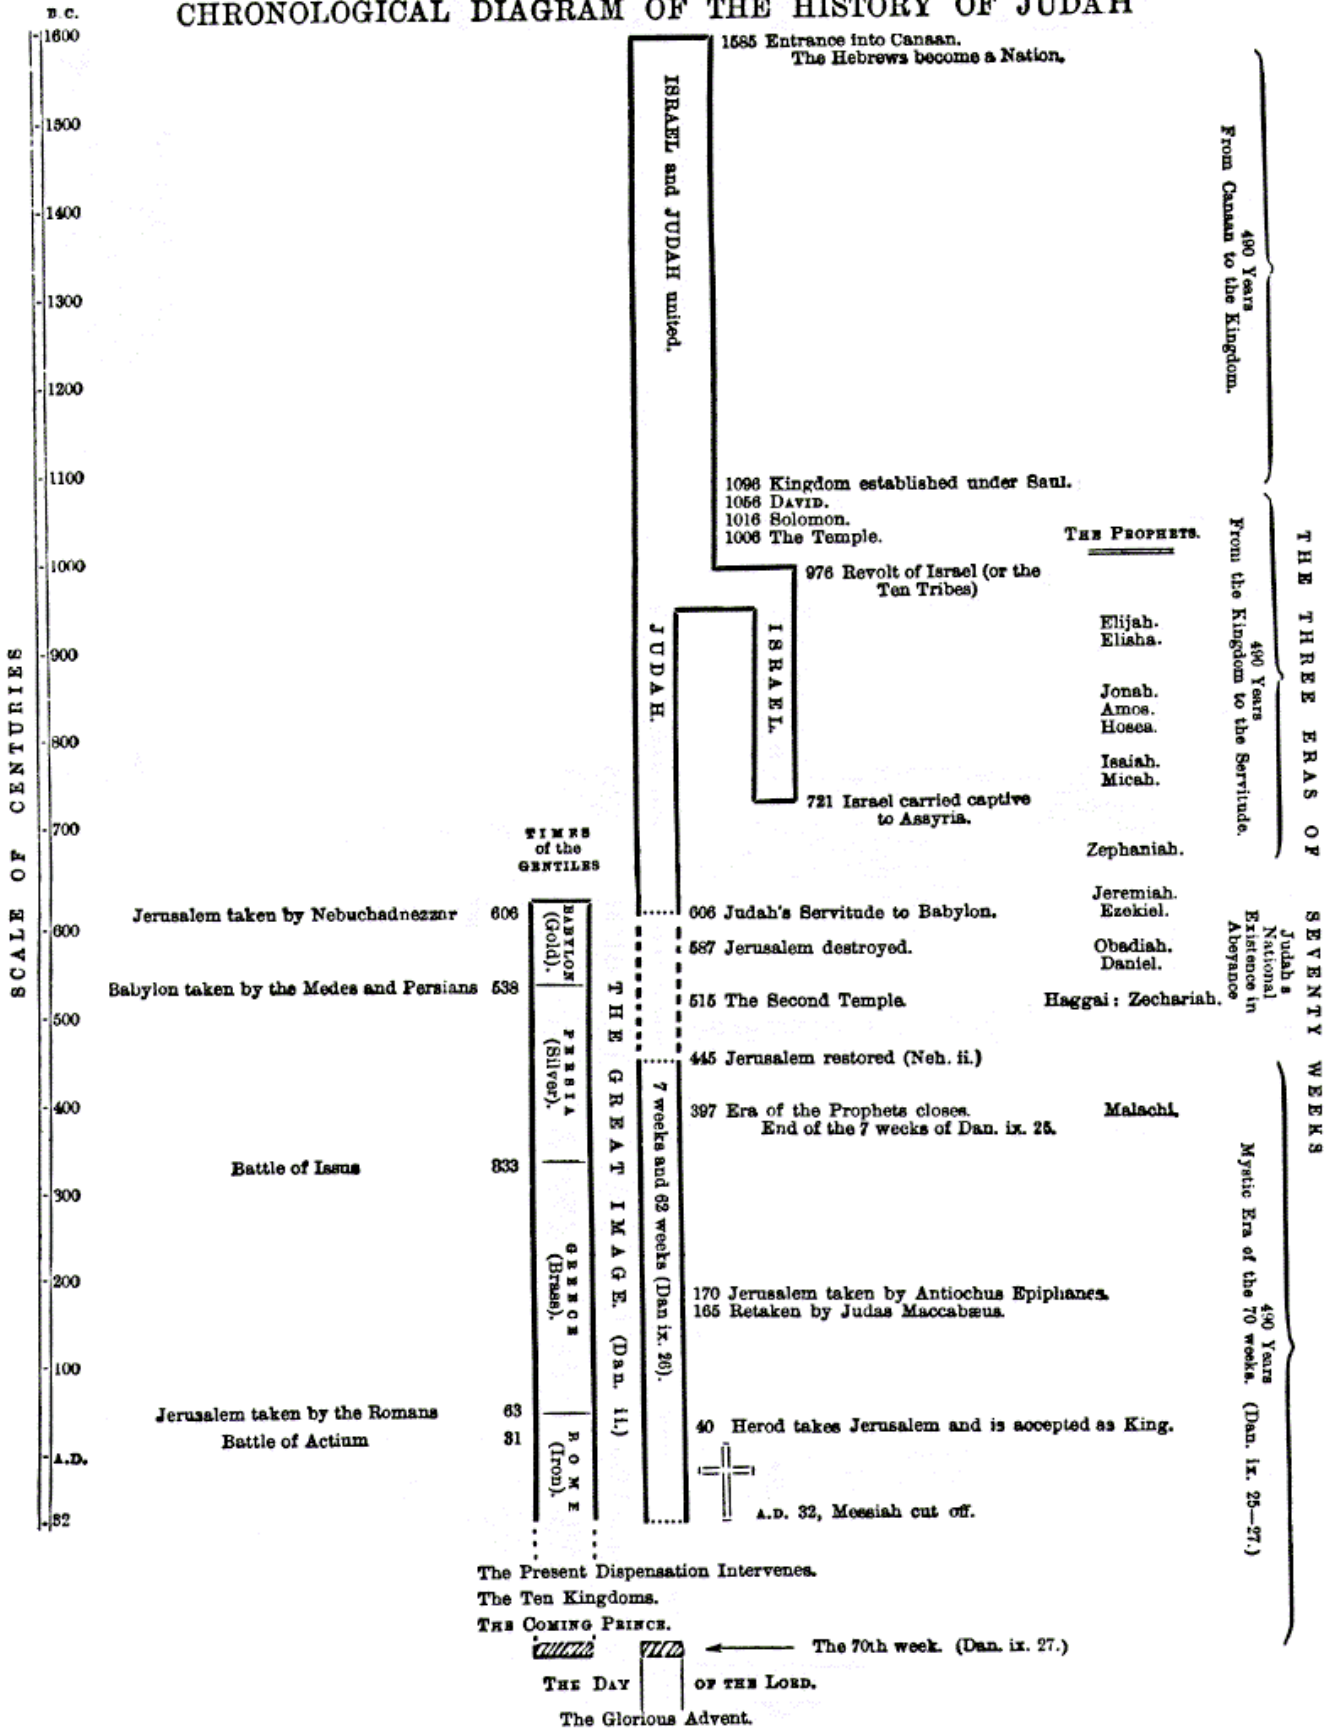 CHRONOLOGICAL DIAGRAM OF THE HISTORY OF JUDAH
B.C.
1600
1500
1400
1300
1200
1100
1000
900
800
700
600
500
400
300
200
100
A.D.
32
SCALE OF CENTURIES
1585 Entrance into Canaan.
The Hebrews become a Nation.
ISRAEL and JUDAH united.
490 Years
From Canaan to the Kingdom.
1096 Kingdom established under Saul.
1056 DAVID.
1016 Solomon.
1006 The Temple.
976 Revolt of Israel (or the
Ten Tribes)
JUDAH.
ISRAEL.
721 Israel carried captive
to Assyria.
THE PROPHETS.
Elijah.
Elisha.
Jonah.
Amos.
Hosea.
Isaiah.
Micah.
Zephaniah.
Jeremiah.
Ezekiel.
Obadiah.
Daniel.
Haggai: Zechariah.
Malachi.
490 Years
From the Kingdom to the Servitude.
THE THREE ERAS OF SEVENTY WEEKS
Judah's
National
Existence in
Abeyance
TIMES
of the
GENTILES
Jerusalem taken by Nebuchadnezzar 606
Babylon taken by the Medes and Persians 538
Battle of Issus 333
Jerusalem taken by the Romans 63
Battle of Actium 31
BABYLON
(Gold).
PERSIA
(Silver).
GREECE
(Brass).
ROME
(Iron).
THE GREAT IMAGE. (Dan. ii.)
606 Judah's Servitude to Babylon.
587 Jerusalem destroyed.
515 The Second Temple.
445 Jerusalem restored (Neh. ii.)
397 Era of the Prophets closes.
End of the 7 weeks of Dan. ix. 25.
7 weeks and 62 weeks (Dan ix. 26).
170 Jerusalem taken by Antiochus Epiphanes.
165 Retaken by Judas Maccabæus.
40 Herod takes Jerusalem and is accepted as King.
A.D. 32, Messiah cut off.
490 Years
Mystic Era of the 70 weeks. (Dan. ix. 25—27.)
The Present Dispensation Intervenes.
The Ten Kingdoms.
THE COMING PRINCE.
The 70th week. (Dan. ix. 27.)
THE DAY OF THE LORD.
The Glorious Advent.